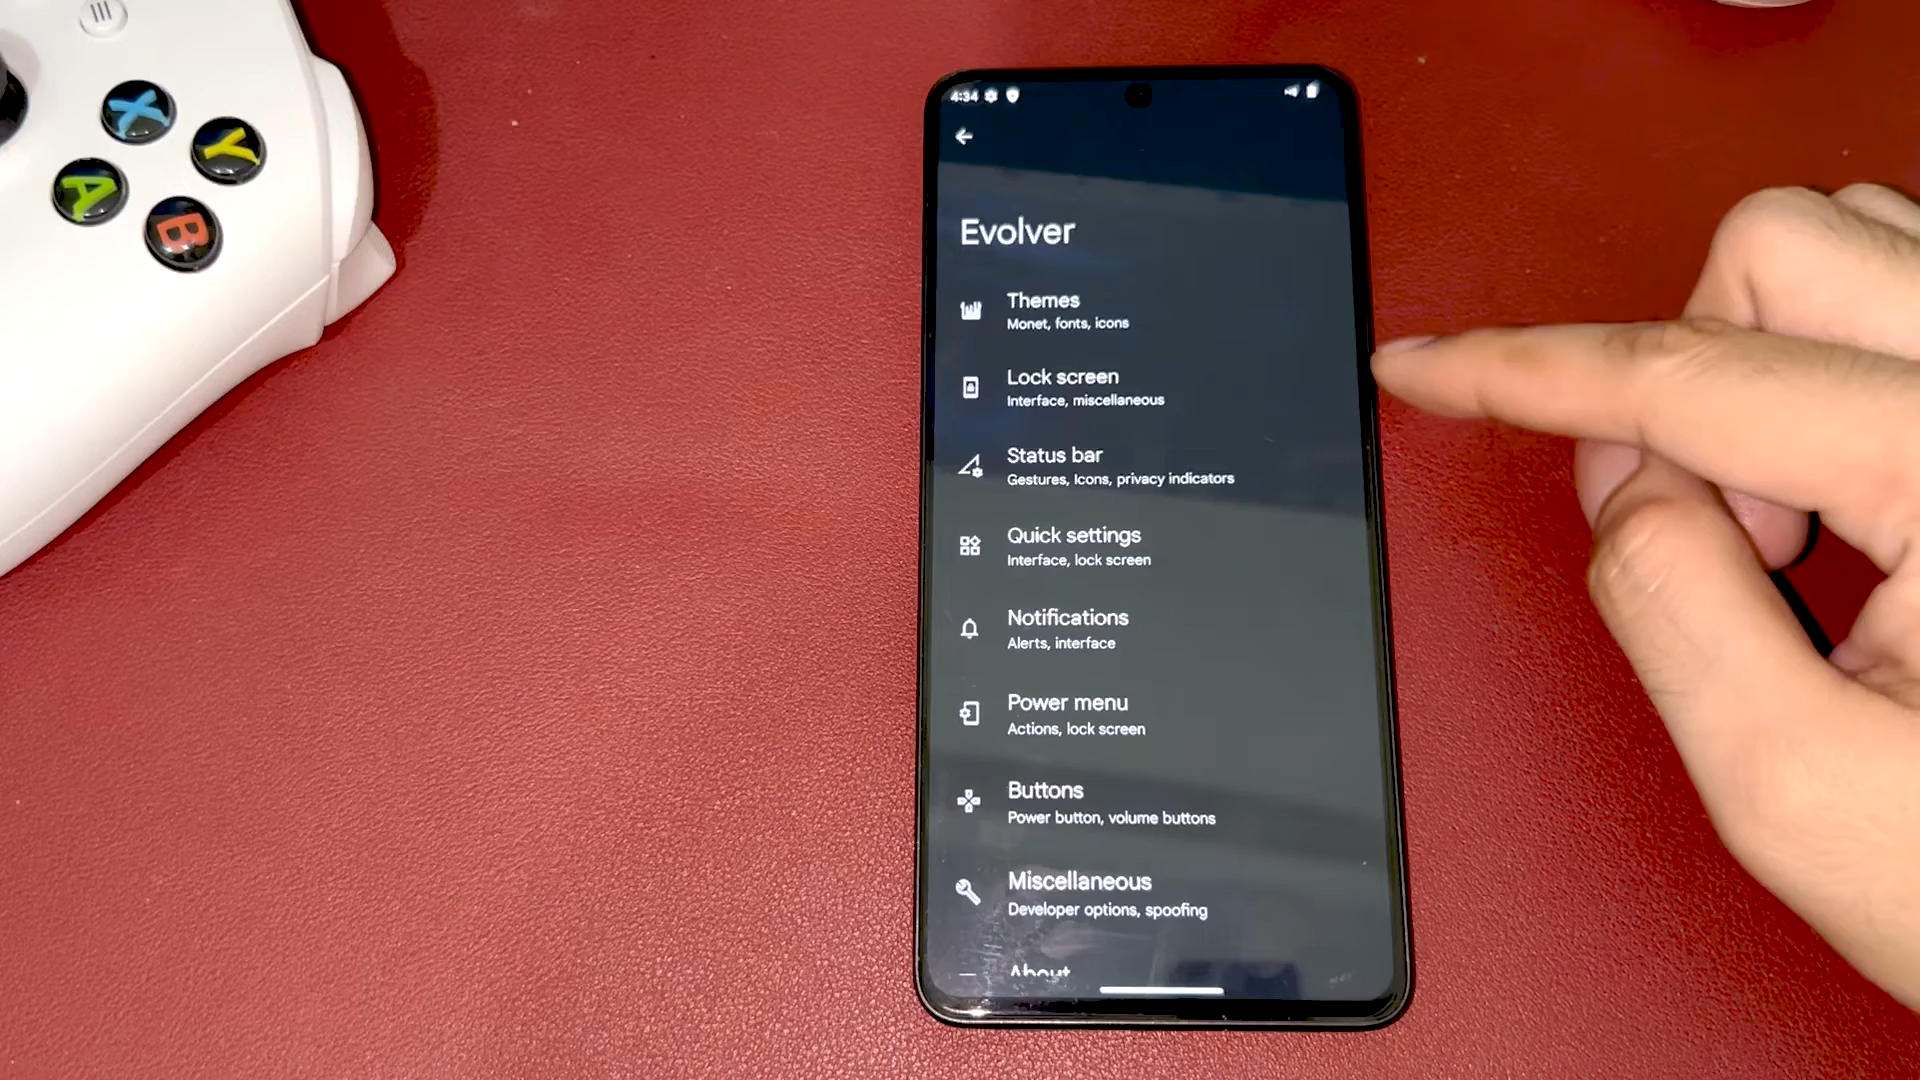 X
Y
A
B
4:34
Evolver
Themes
Monet, fonts, icons
Lock screen
Interface, miscellaneous
Status bar
Gestures, Icons, privacy indicators
Quick settings
Interface, lock screen
Notifications
Alerts, interface
Power menu
Actions, lock screen
Buttons
Power button, volume buttons
Miscellaneous
Developer options, spoofing
About